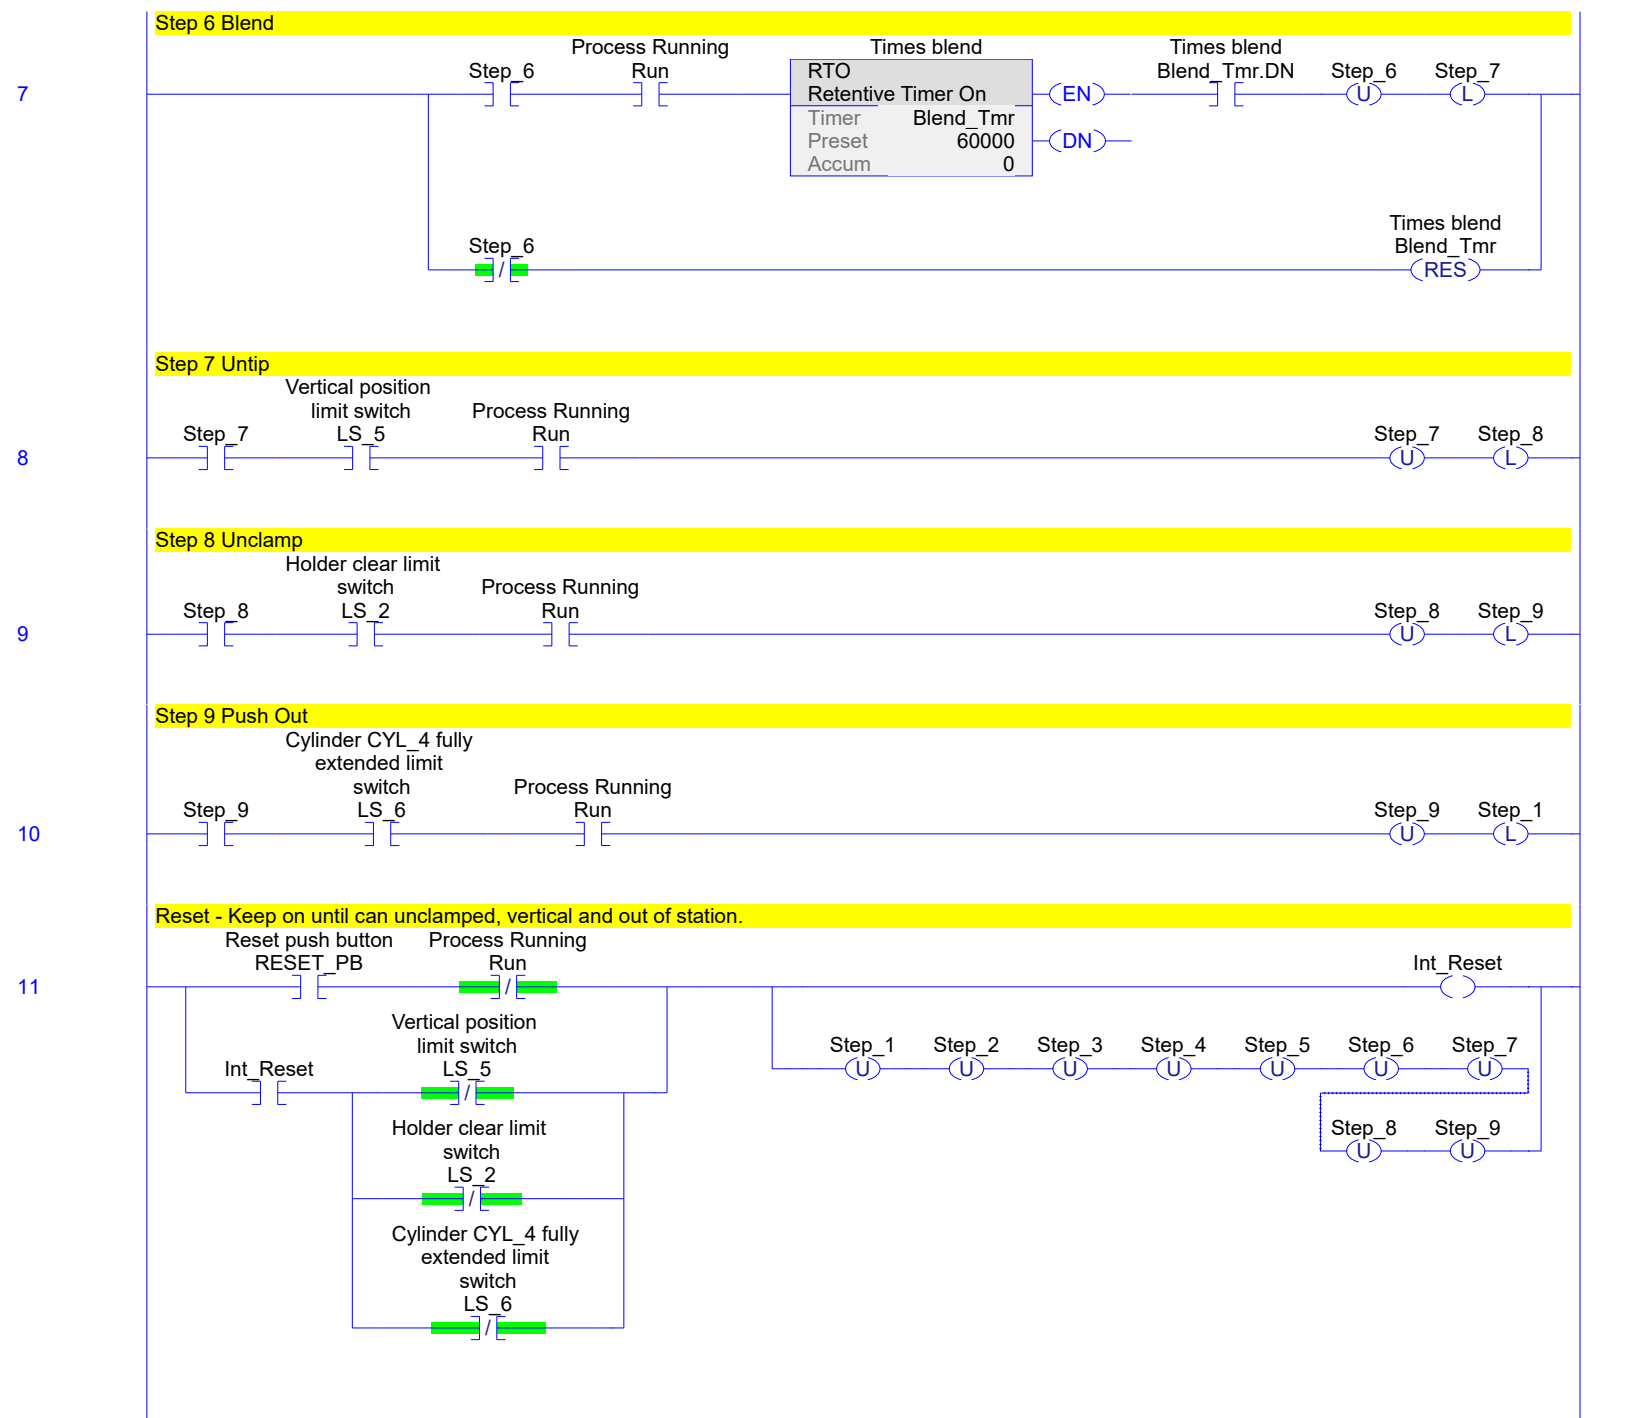 Step 6 Blend
Process Running
Times blend
Times blend
Step_6
Run
RTO
Blend_Tmr.DN
Step_6
Step_7
7
Retentive Timer On
EN
U
L
Timer
Blend_Tmr
Preset
60000
DN
Accum
0
Times blend
Step_6
Blend_Tmr
/
RES
Step 7 Untip
Vertical position
limit switch
Process Running
Step_7
LS_5
Run
Step_7
Step_8
8
U
L
Step 8 Unclamp
Holder clear limit
switch
Process Running
Step_8
LS_2
Run
Step_8
Step_9
9
U
L
Step 9 Push Out
Cylinder CYL_4 fully
extended limit
switch
Process Running
Step_9
LS_6
Run
Step_9
Step_1
10
U
L
Reset - Keep on until can unclamped, vertical and out of station.
Reset push button
Process Running
RESET_PB
Run
Int_Reset
11
/
Vertical position
limit switch
Int_Reset
LS_5
/
Step_1
Step_2
Step_3
Step_4
Step_5
Step_6
Step_7
U
U
U
U
U
U
U
Holder clear limit
switch
LS_2
/
Step_8
Step_9
U
U
Cylinder CYL_4 fully
extended limit
switch
LS_6
/